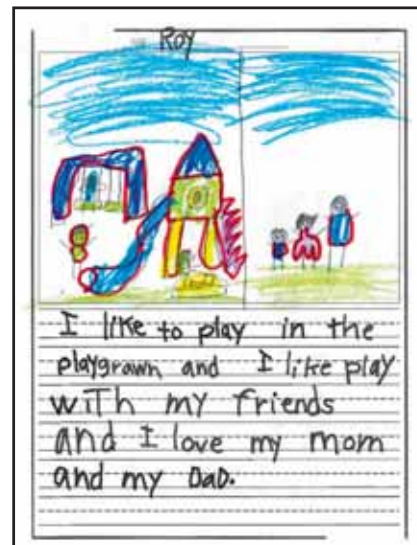 Roy
I like to play in the
playgrawn and I like play
with my friends
and I love my mom
and my DaD.